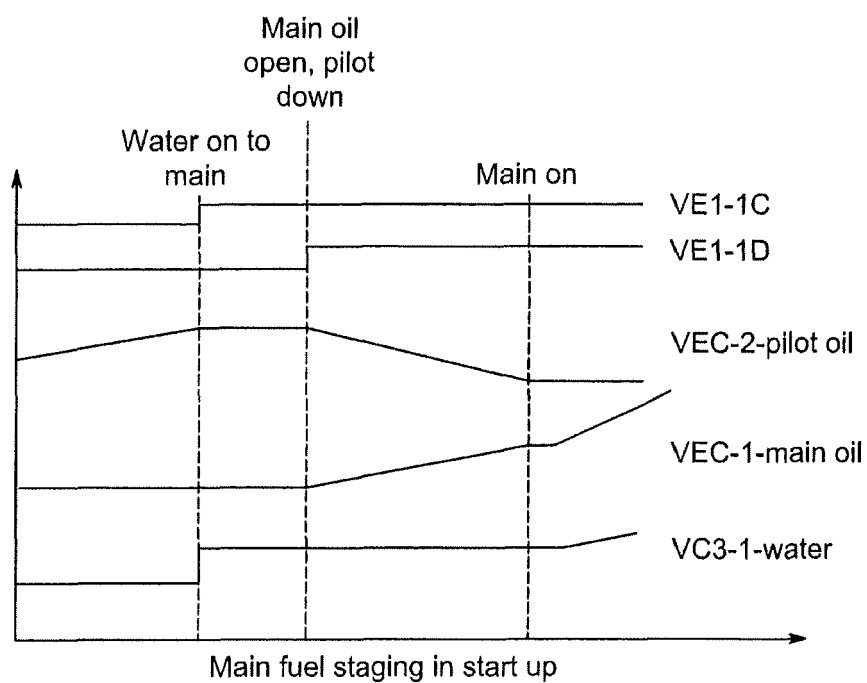 Main oil
open, pilot
down
Water on to
main
Main on
VE1-1C
VE1-1D
VEC-2-pilot oil
VEC-1-main oil
VC3-1-water
Main fuel staging in start up